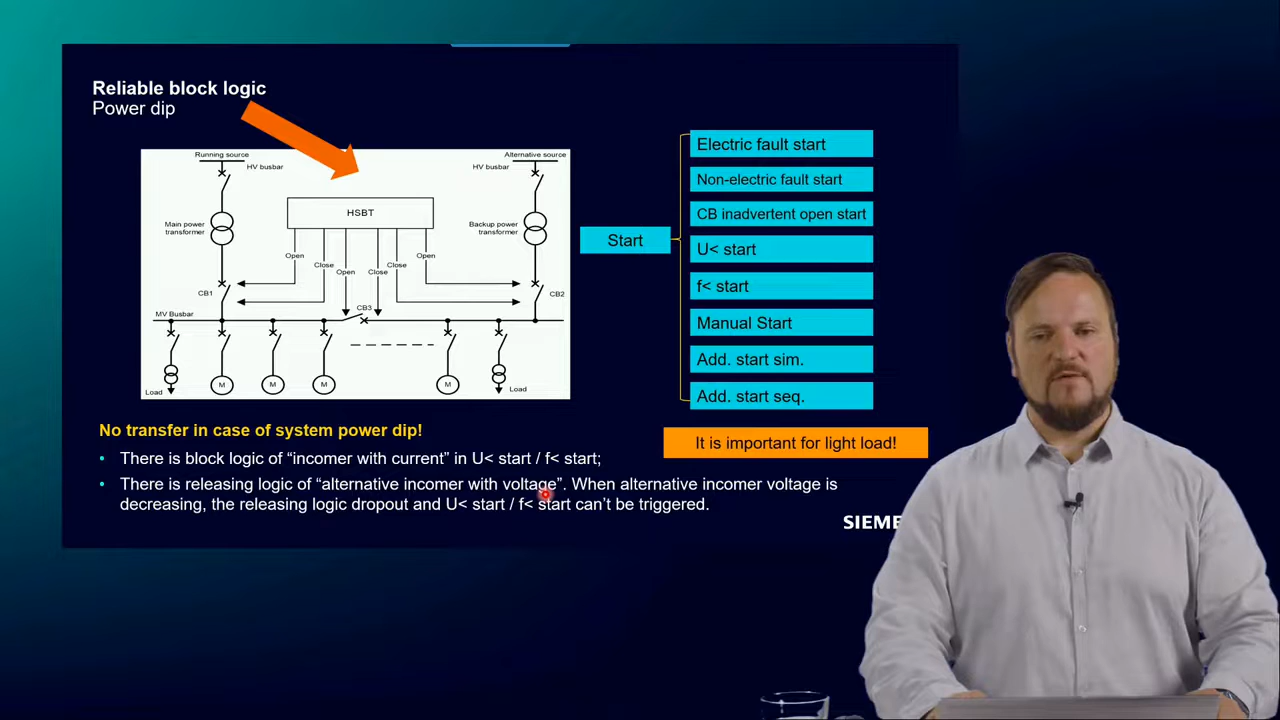 Reliable block logic
Power dip
Running source
HV busbar
Main power
transformer
HSBT
Alternative source
HV busbar
Backup power
transformer
Open
Close
Open
Close
Close
Open
CB1
CB3
CB2
MV Busbar
M
M
M
M
Load
Load
Start
Electric fault start
Non-electric fault start
CB inadvertent open start
U< start
f< start
Manual Start
Add. start sim.
Add. start seq.
It is important for light load!
No transfer in case of system power dip!
• There is block logic of “incomer with current” in U< start / f< start;
• There is releasing logic of “alternative incomer with voltage”. When alternative incomer voltage is
decreasing, the releasing logic dropout and U< start / f< start can’t be triggered.
SIEME